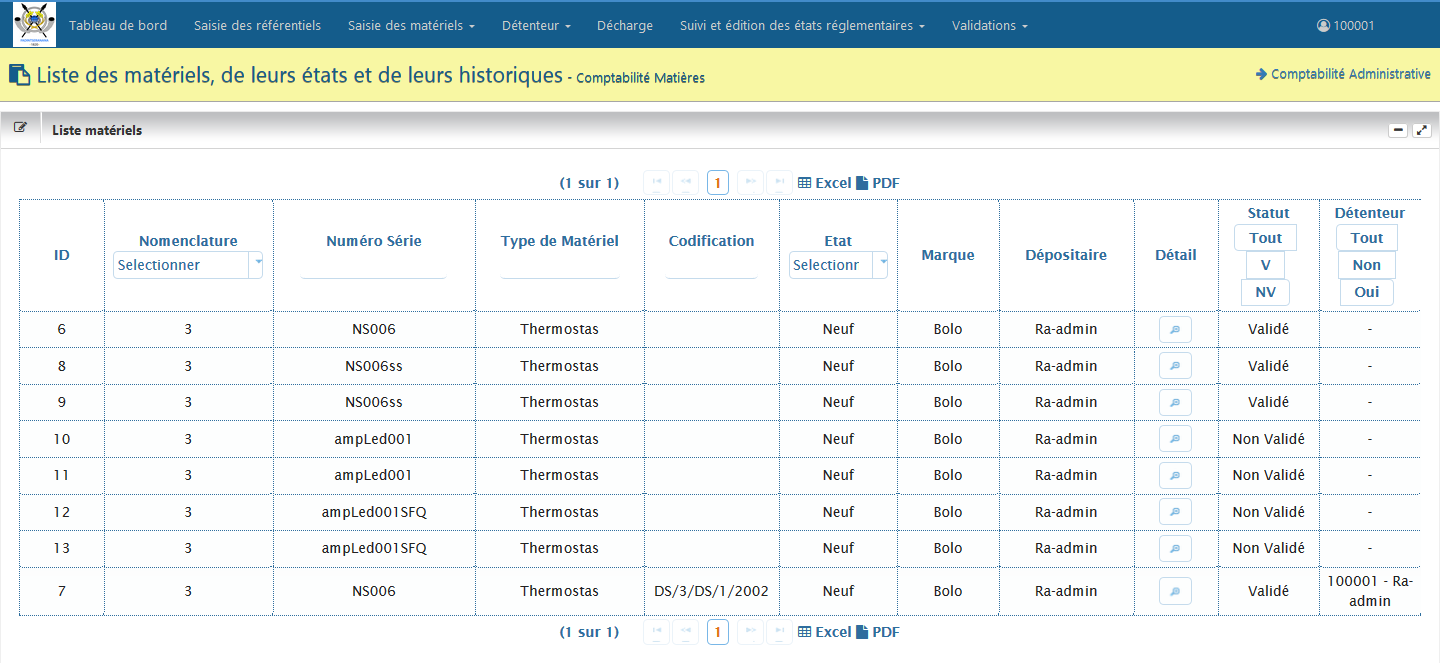 Tableau de bord Saisie des référentiels Saisie des matériels Détenteur Décharge Suivi et édition des états réglementaires Validations 100001
Liste des matériels, de leurs états et de leurs historiques - Comptabilité Matières Comptabilité Administrative
Liste matériels
(1 sur 1) 1 Excel PDF
ID Nomenclature Numéro Série Type de Matériel Codification Etat Marque Dépositaire Détail Statut Détenteur
Selectionner Selectionr Tout Tout
V Non
NV Oui
6 3 NS006 Thermostas Neuf Bolo Ra-admin Validé -
8 3 NS006ss Thermostas Neuf Bolo Ra-admin Validé -
9 3 NS006ss Thermostas Neuf Bolo Ra-admin Validé -
10 3 ampLed001 Thermostas Neuf Bolo Ra-admin Non Validé -
11 3 ampLed001 Thermostas Neuf Bolo Ra-admin Non Validé -
12 3 ampLed001SFQ Thermostas Neuf Bolo Ra-admin Non Validé -
13 3 ampLed001SFQ Thermostas Neuf Bolo Ra-admin Non Validé -
7 3 NS006 Thermostas DS/3/DS/1/2002 Neuf Bolo Ra-admin Validé 100001 - Ra-
admin
(1 sur 1) 1 Excel PDF